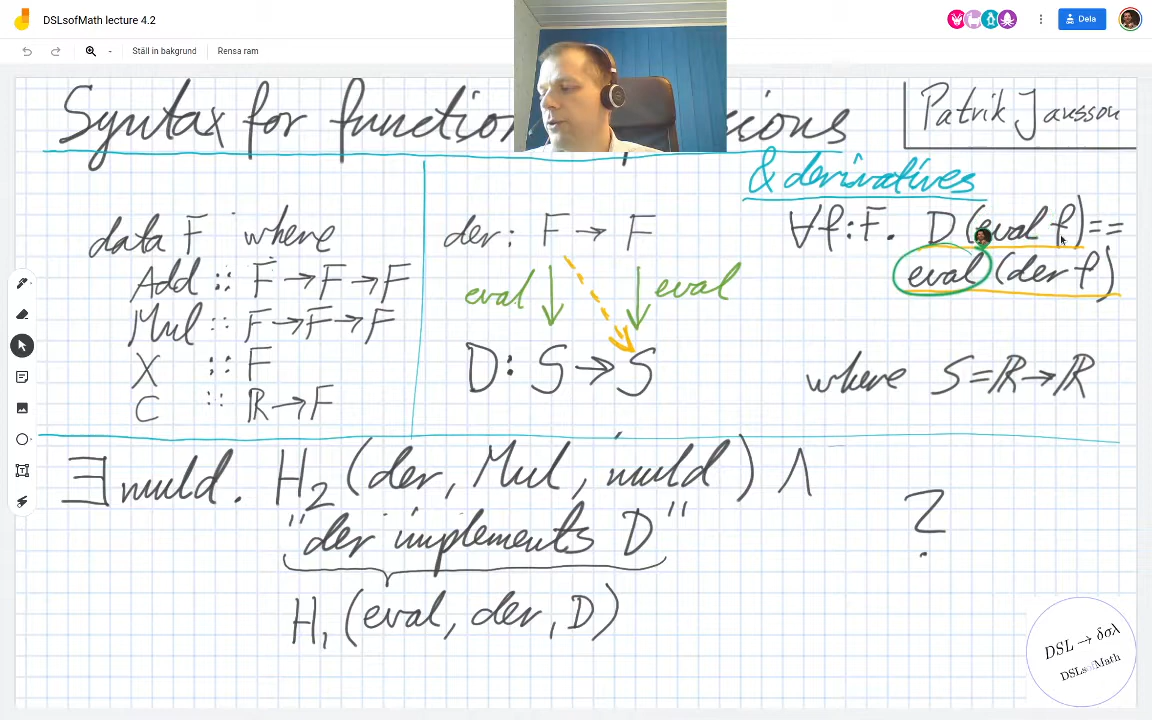 DSLsofMath lecture 4.2
Dela
Ställ in bakgrund
Rensa ram
Syntax for function
sions
Patrik Jansson
& derivatives
data F where
Add :: F → F → F
Mul :: F → F → F
X :: F
C :: ℝ → F
der: F → F
eval
eval
D: S → S
∀f:F. D(eval f) ==
eval (der f)
where S = ℝ → ℝ
∃ muld. H₂ (der, Mul, muld) ∧
"der implements D"
H₁ (eval, der, D)
?
DSL → δσλ
DSLsofMath